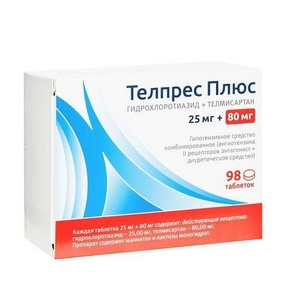 Телпрес Плюс
ГИДРОХЛОРОТИАЗИД + ТЕЛМИСАРТАН
25 мг + 80 мг
Гипотензивное средство
комбинированное (ангиотензина
II рецепторов антагонист +
диуретическое средство)
98
таблеток
Каждая таблетка 25 мг + 80 мг содержит: действующие вещества:
гидрохлоротиазид – 25,00 мг, телмисартан – 80,00 мг.
Препарат содержит маннитол и лактозы моногидрат.